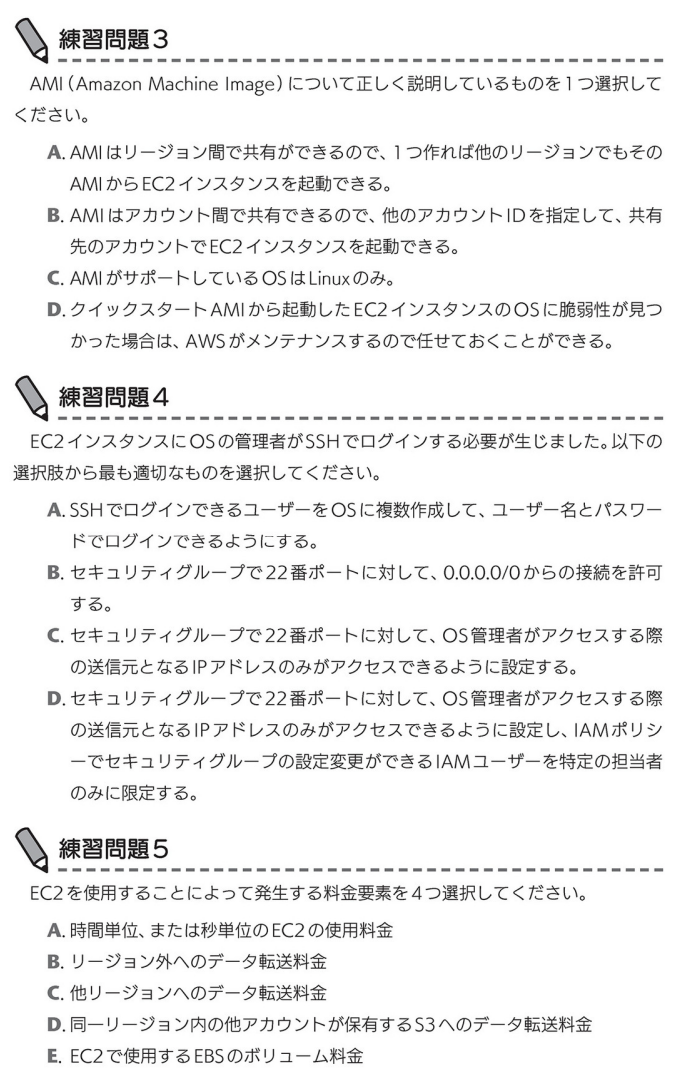 練習問題3
AMI（Amazon Machine Image）について正しく説明しているものを1つ選択して
ください。
A. AMIはリージョン間で共有ができるので、1つ作れば他のリージョンでもその
AMIからEC2インスタンスを起動できる。
B. AMIはアカウント間で共有できるので、他のアカウントIDを指定して、共有
先のアカウントでEC2インスタンスを起動できる。
C. AMIがサポートしているOSはLinuxのみ。
D. クイックスタートAMIから起動したEC2インスタンスのOSに脆弱性が見つ
かった場合は、AWSがメンテナンスするので任せておくことができる。
練習問題4
EC2インスタンスにOSの管理者がSSHでログインする必要が生じました。以下の
選択肢から最も適切なものを選択してください。
A. SSHでログインできるユーザーをOSに複数作成して、ユーザー名とパスワー
ドでログインできるようにする。
B. セキュリティグループで22番ポートに対して、0.0.0.0/0からの接続を許可
する。
C. セキュリティグループで22番ポートに対して、OS管理者がアクセスする際
の送信元となるIPアドレスのみがアクセスできるように設定する。
D. セキュリティグループで22番ポートに対して、OS管理者がアクセスする際
の送信元となるIPアドレスのみがアクセスできるように設定し、IAMポリシ
ーでセキュリティグループの設定変更ができるIAMユーザーを特定の担当者
のみに限定する。
練習問題5
EC2を使用することによって発生する料金要素を4つ選択してください。
A. 時間単位、または秒単位のEC2の使用料金
B. リージョン外へのデータ転送料金
C. 他リージョンへのデータ転送料金
D. 同一リージョン内の他アカウントが保有するS3へのデータ転送料金
E. EC2で使用するEBSのボリューム料金